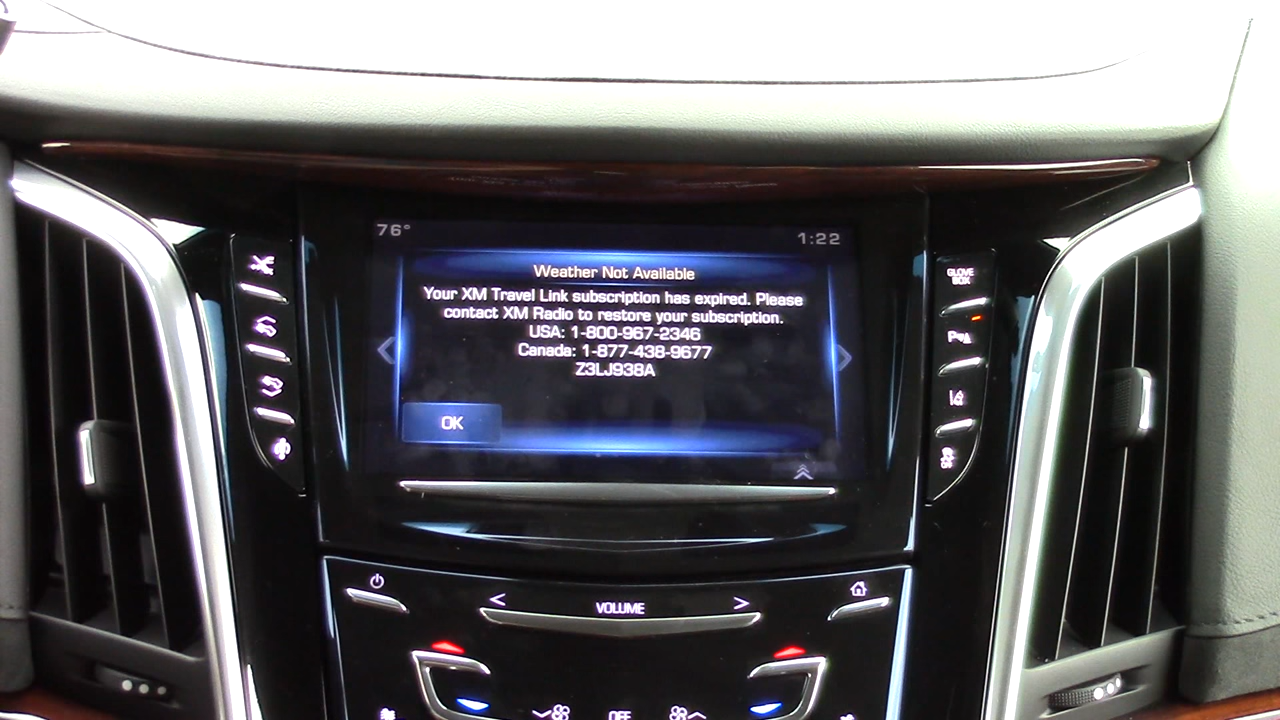 76°
1:22
Weather Not Available
Your XM Travel Link subscription has expired. Please
contact XM Radio to restore your subscription.
USA: 1-800-967-2346
Canada: 1-877-438-9677
Z3LJ938A
OK
GLOVE
BOX
VOLUME
OFF